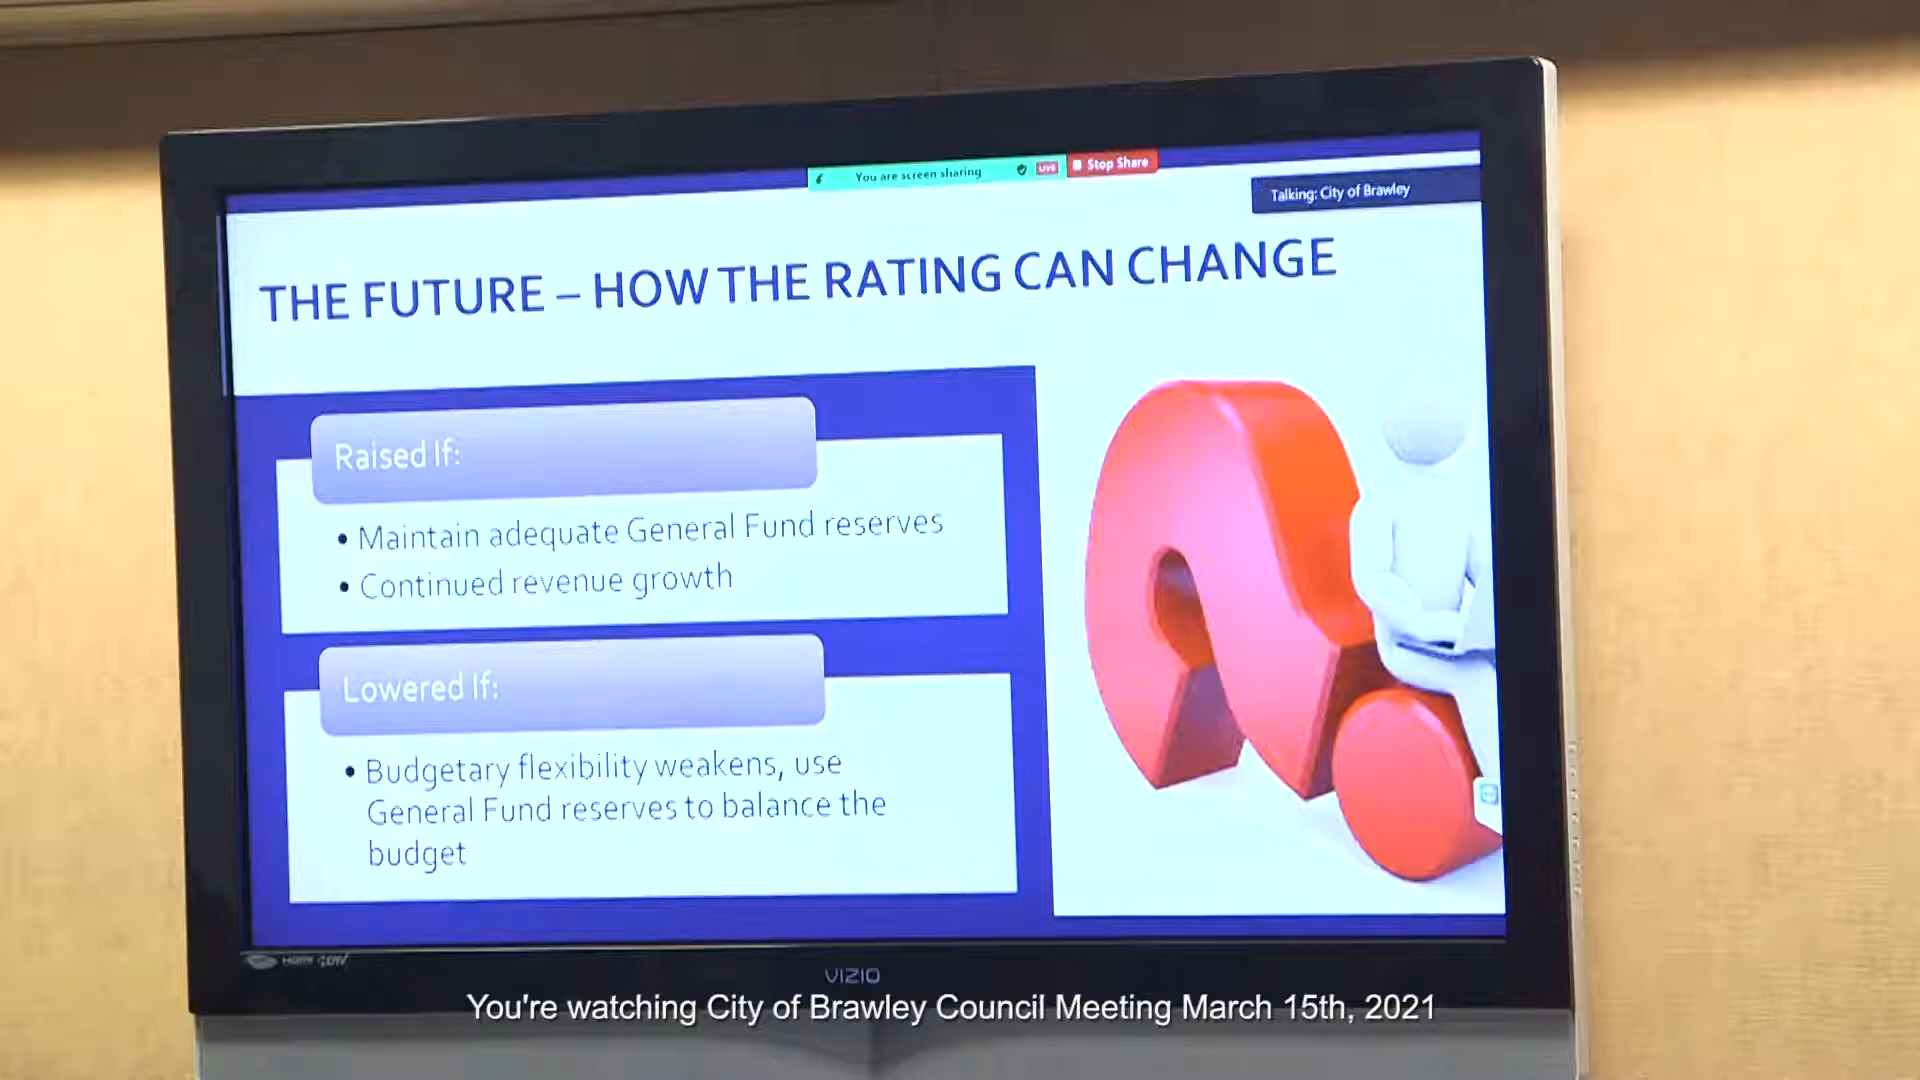 You are screen sharing
LIVE
Stop Share
Talking: City of Brawley
THE FUTURE – HOW THE RATING CAN CHANGE
Raised If:
• Maintain adequate General Fund reserves
• Continued revenue growth
Lowered If:
• Budgetary flexibility weakens, use
General Fund reserves to balance the
budget
VIZIO
You're watching City of Brawley Council Meeting March 15th, 2021